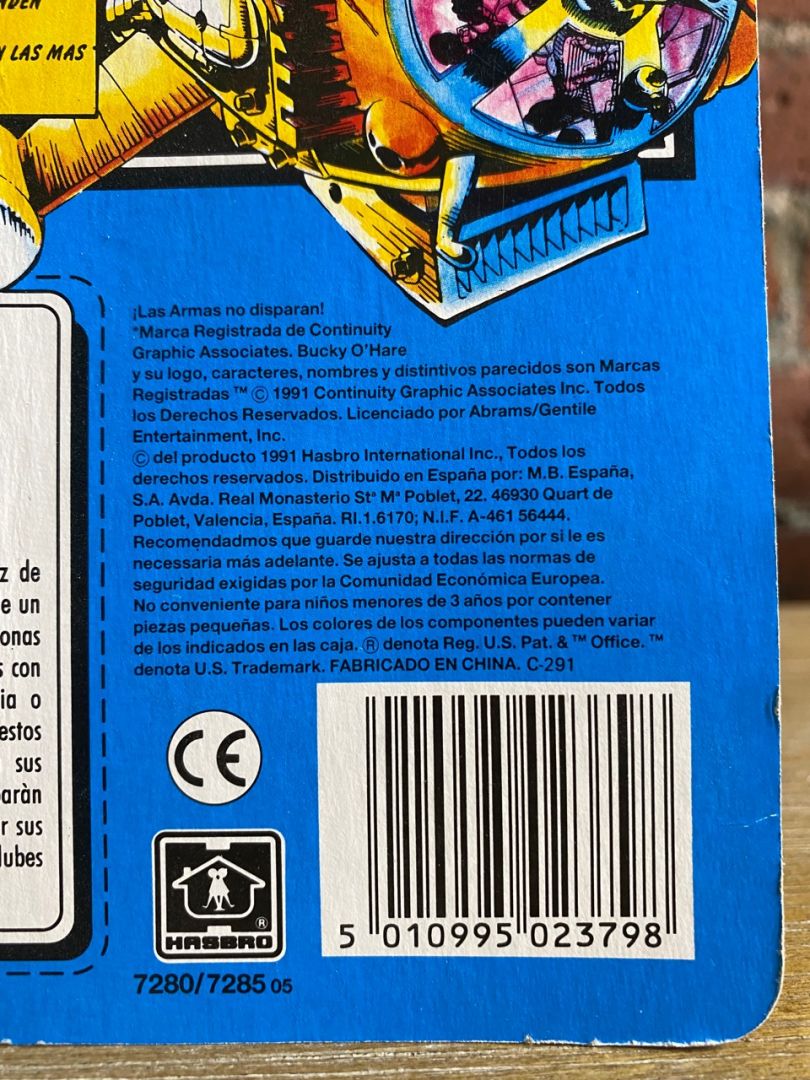 NDEN
Y LAS MAS
¡Las Armas no disparan!
*Marca Registrada de Continuity
Graphic Associates. Bucky O'Hare
y su logo, caracteres, nombres y distintivos parecidos son Marcas
Registradas ™ © 1991 Continuity Graphic Associates Inc. Todos
los Derechos Reservados. Licenciado por Abrams/Gentile
Entertainment, Inc.
© del producto 1991 Hasbro International Inc., Todos los
derechos reservados. Distribuido en España por: M.B. España,
S.A. Avda. Real Monasterio Stª Mª Poblet, 22. 46930 Quart de
Poblet, Valencia, España. RI.1.6170; N.I.F. A-461 56444.
Recomendadmos que guarde nuestra dirección por si le es
necessaria más adelante. Se ajusta a todas las normas de
seguridad exigidas por la Comunidad Económica Europea.
No conveniente para niños menores de 3 años por contener
piezas pequeñas. Los colores de los componentes pueden variar
de los indicados en las caja. ® denota Reg. U.S. Pat. & ™ Office. ™
denota U.S. Trademark. FABRICADO EN CHINA. C-291
z de
e un
onas
s con
ia o
estos
sus
aràn
r sus
lubes
CE
HASBRO ®
7280/7285 05
5 010995 023798